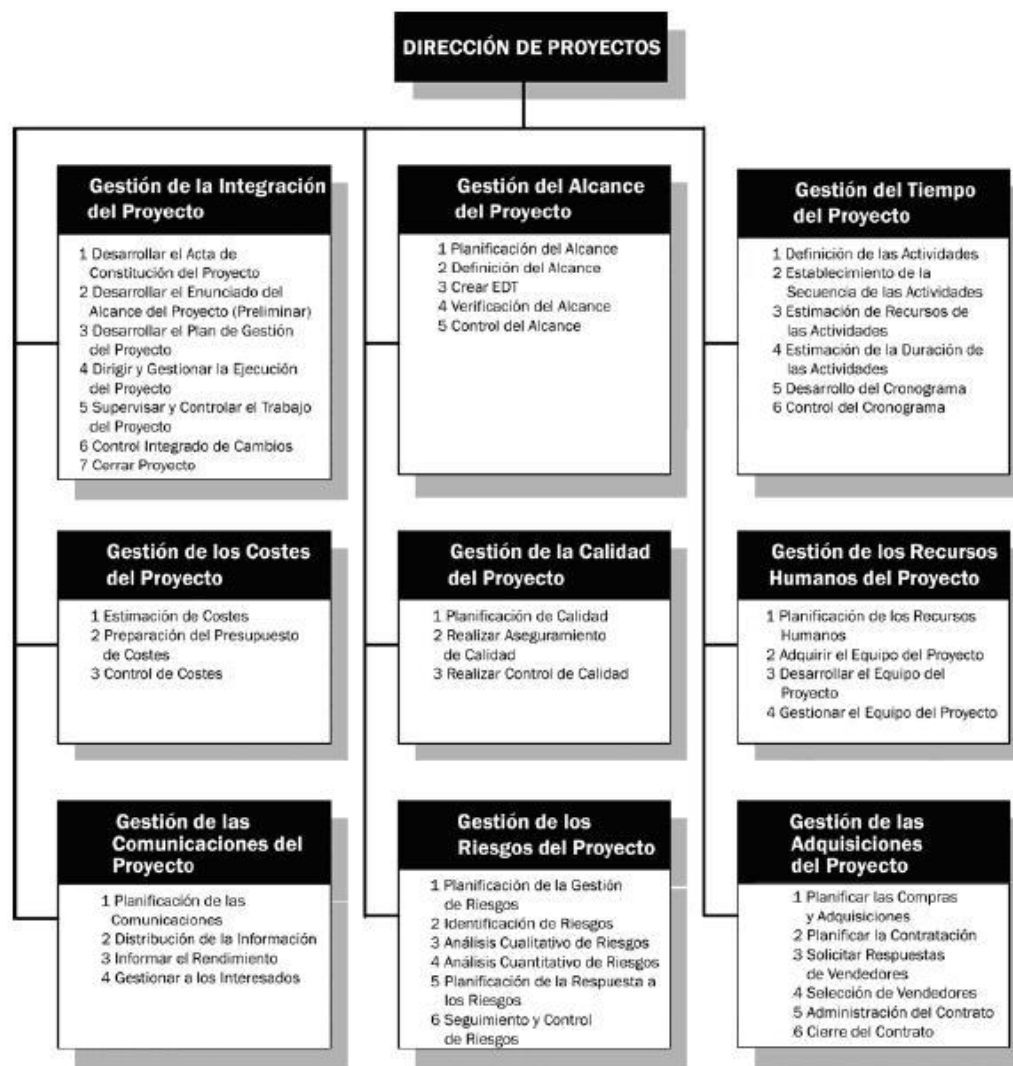 DIRECCIÓN DE PROYECTOS
Gestión de la Integración
del Proyecto
1 Desarrollar el Acta de
Constitución del Proyecto
2 Desarrollar el Enunciado del
Alcance del Proyecto (Preliminar)
3 Desarrollar el Plan de Gestión
del Proyecto
4 Dirigir y Gestionar la Ejecución
del Proyecto
5 Supervisar y Controlar el Trabajo
del Proyecto
6 Control Integrado de Cambios
7 Cerrar Proyecto
Gestión del Alcance
del Proyecto
1 Planificación del Alcance
2 Definición del Alcance
3 Crear EDT
4 Verificación del Alcance
5 Control del Alcance
Gestión del Tiempo
del Proyecto
1 Definición de las Actividades
2 Establecimiento de la
Secuencia de las Actividades
3 Estimación de Recursos de
las Actividades
4 Estimación de la Duración de
las Actividades
5 Desarrollo del Cronograma
6 Control del Cronograma
Gestión de los Costes
del Proyecto
1 Estimación de Costes
2 Preparación del Presupuesto
de Costes
3 Control de Costes
Gestión de la Calidad
del Proyecto
1 Planificación de Calidad
2 Realizar Aseguramiento
de Calidad
3 Realizar Control de Calidad
Gestión de los Recursos
Humanos del Proyecto
1 Planificación de los Recursos
Humanos
2 Adquirir el Equipo del Proyecto
3 Desarrollar el Equipo del
Proyecto
4 Gestionar el Equipo del Proyecto
Gestión de las
Comunicaciones del
Proyecto
1 Planificación de las
Comunicaciones
2 Distribución de la Información
3 Informar el Rendimiento
4 Gestionar a los Interesados
Gestión de los
Riesgos del Proyecto
1 Planificación de la Gestión
de Riesgos
2 Identificación de Riesgos
3 Análisis Cualitativo de Riesgos
4 Análisis Cuantitativo de Riesgos
5 Planificación de la Respuesta a
los Riesgos
6 Seguimiento y Control
de Riesgos
Gestión de las
Adquisiciones
del Proyecto
1 Planificar las Compras
y Adquisiciones
2 Planificar la Contratación
3 Solicitar Respuestas
de Vendedores
4 Selección de Vendedores
5 Administración del Contrato
6 Cierre del Contrato